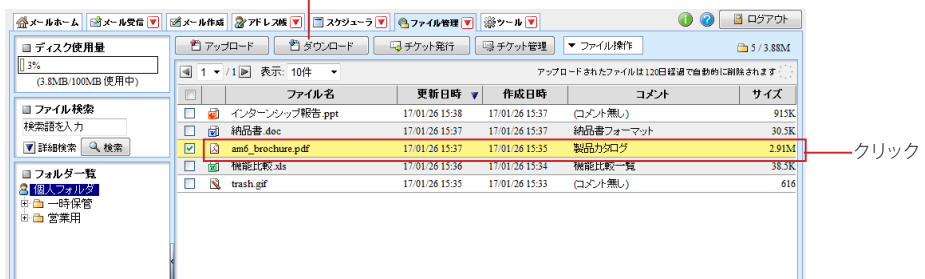 メールホーム メール受信 メール作成 アドレス帳 スケジューラ ファイル管理 ツール ログアウト
ディスク使用量
3%
(3.8MB/100MB 使用中)
ファイル検索
検索語を入力
詳細検索 検索
フォルダ一覧
個人フォルダ
一時保管
営業用
アップロード ダウンロード チケット発行 チケット管理 ファイル操作 5 / 3.88M
1 / 1 表示: 10件 アップロードされたファイルは120日経過で自動的に削除されます
ファイル名 更新日時 作成日時 コメント サイズ
インターンシップ報告.ppt 17/01/26 15:38 17/01/26 15:37 (コメント無し) 915K
納品書.doc 17/01/26 15:37 17/01/26 15:37 納品書フォーマット 30.5K
am6_brochure.pdf 17/01/26 15:37 17/01/26 15:35 製品カタログ 2.91M
機能比較.xls 17/01/26 15:36 17/01/26 15:34 機能比較一覧 38.5K
trash.gif 17/01/26 15:35 17/01/26 15:33 (コメント無し) 616
クリック